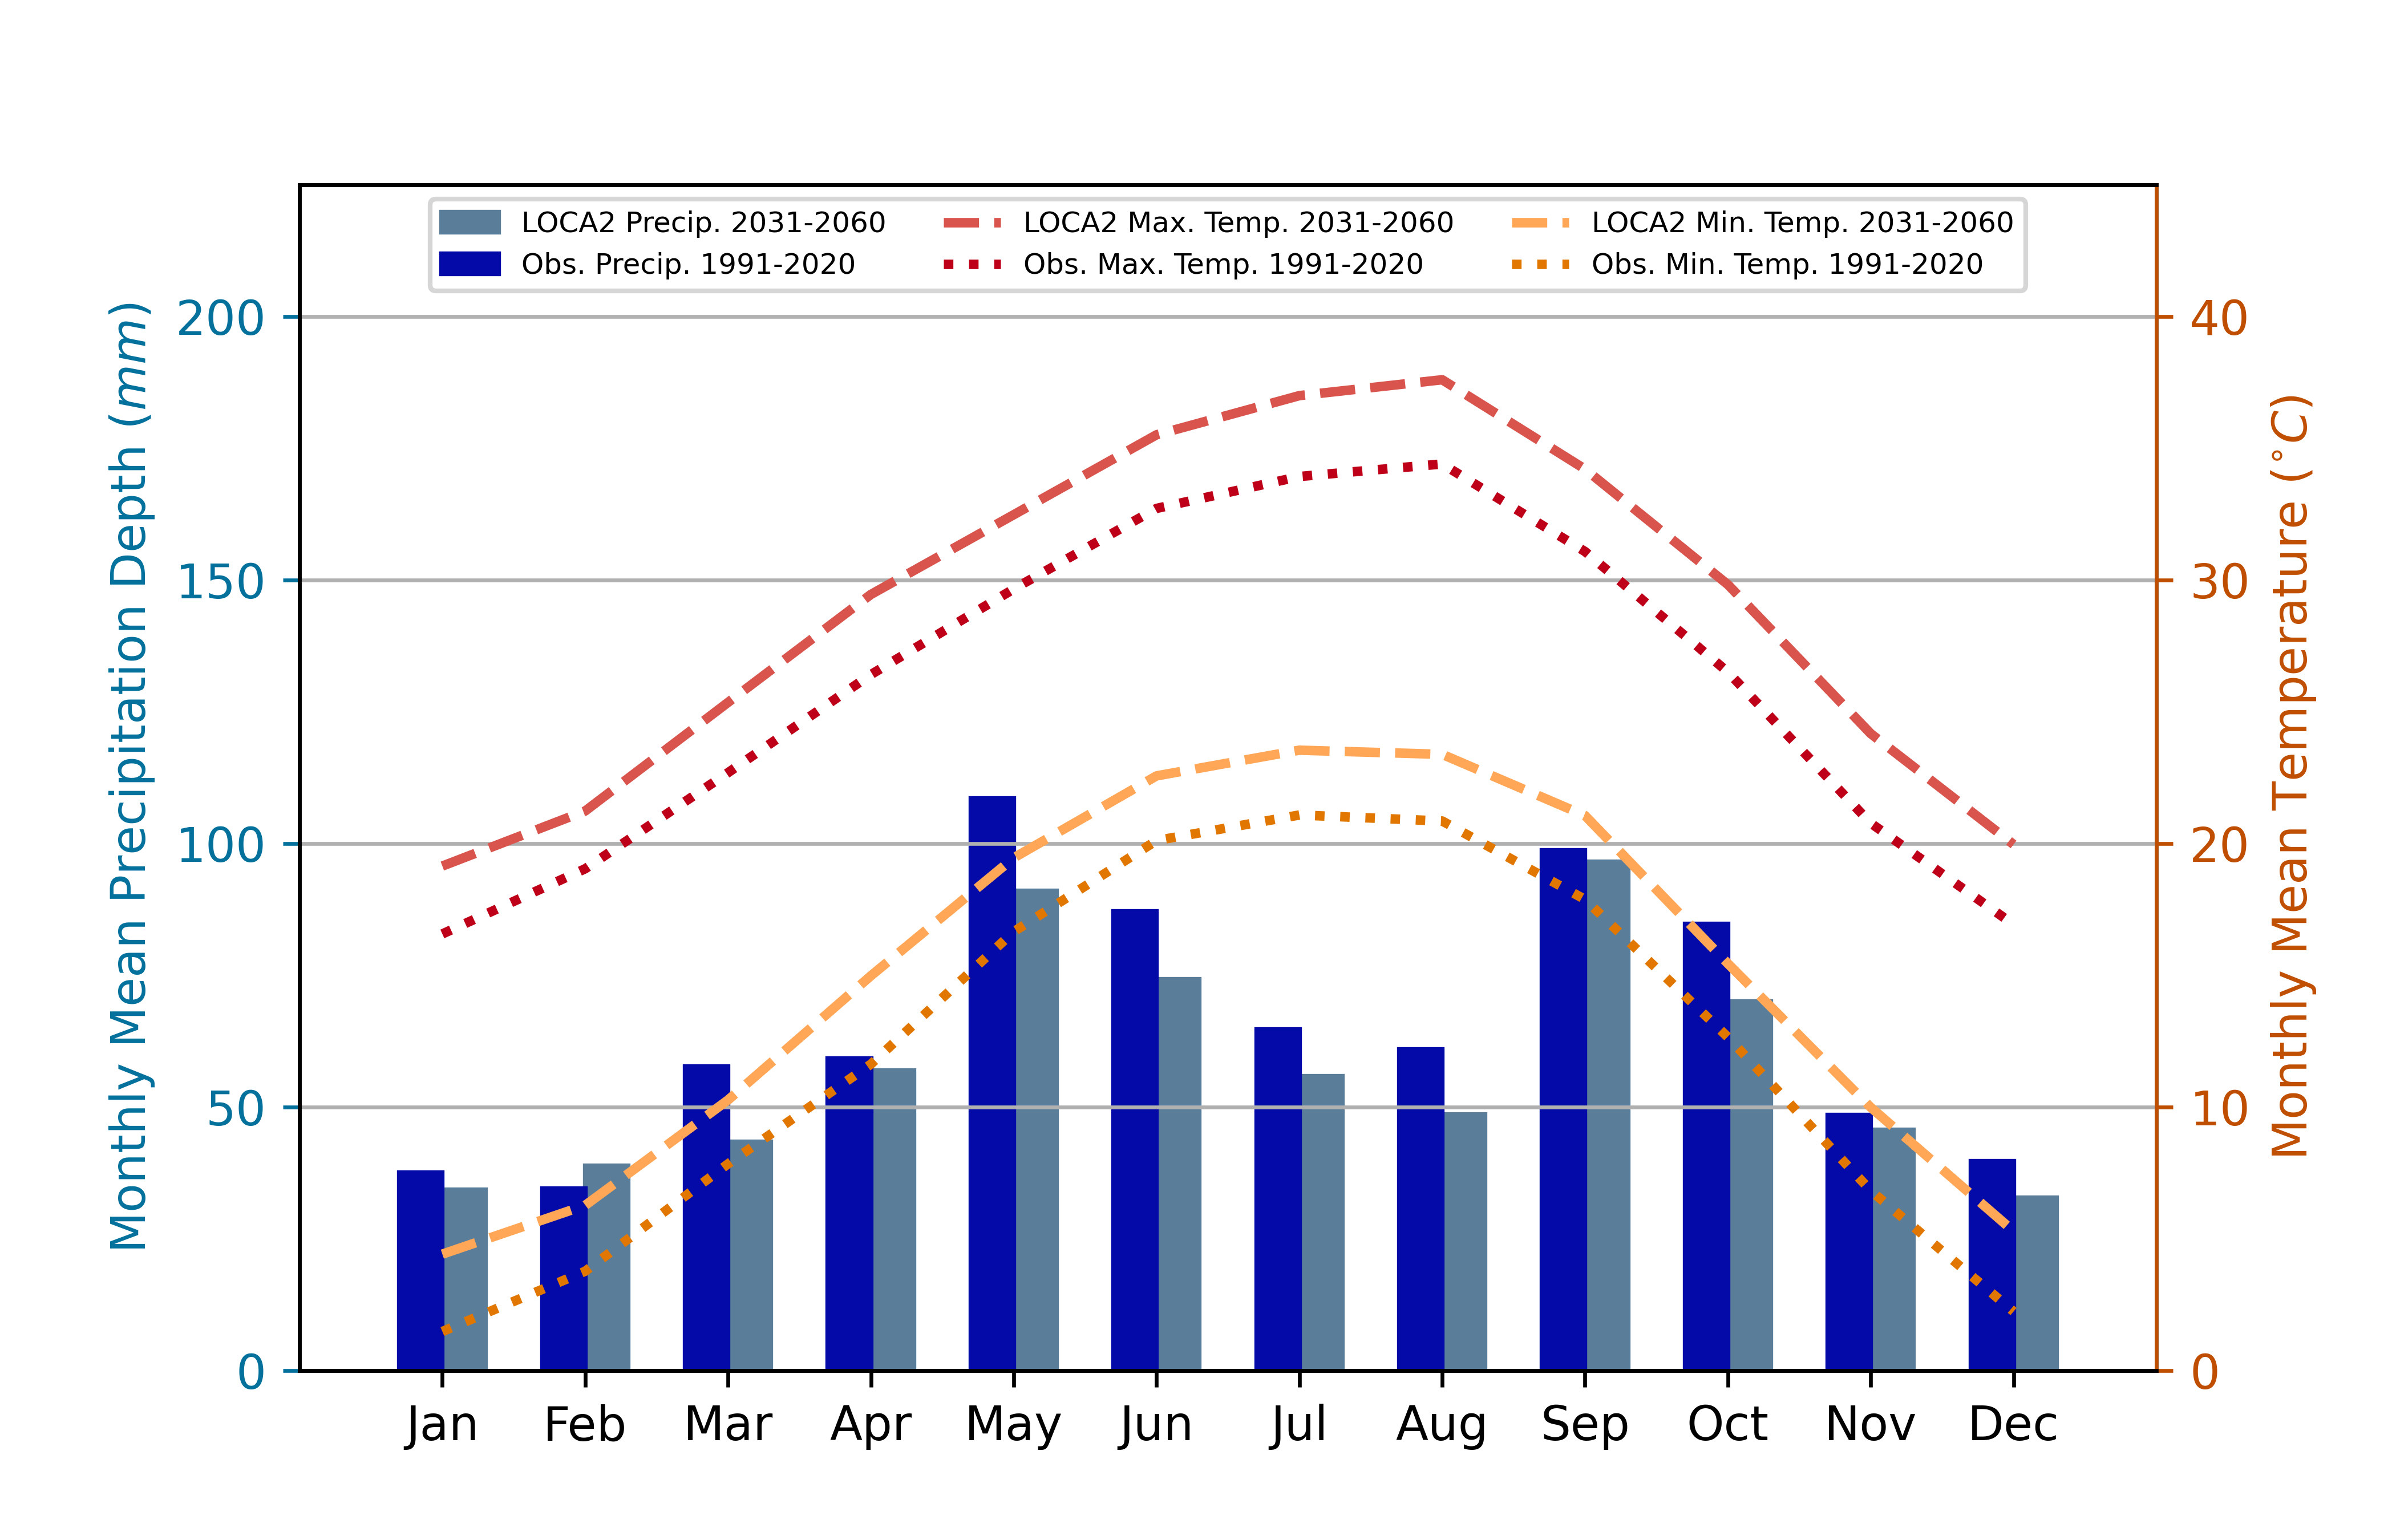 LOCA2 Precip. 2031-2060
Obs. Precip. 1991-2020
LOCA2 Max. Temp. 2031-2060
Obs. Max. Temp. 1991-2020
LOCA2 Min. Temp. 2031-2060
Obs. Min. Temp. 1991-2020
Monthly Mean Precipitation Depth (mm)
200
150
100
50
0
40
30
20
10
0
Monthly Mean Temperature (°C)
Jan Feb Mar Apr May Jun Jul Aug Sep Oct Nov Dec